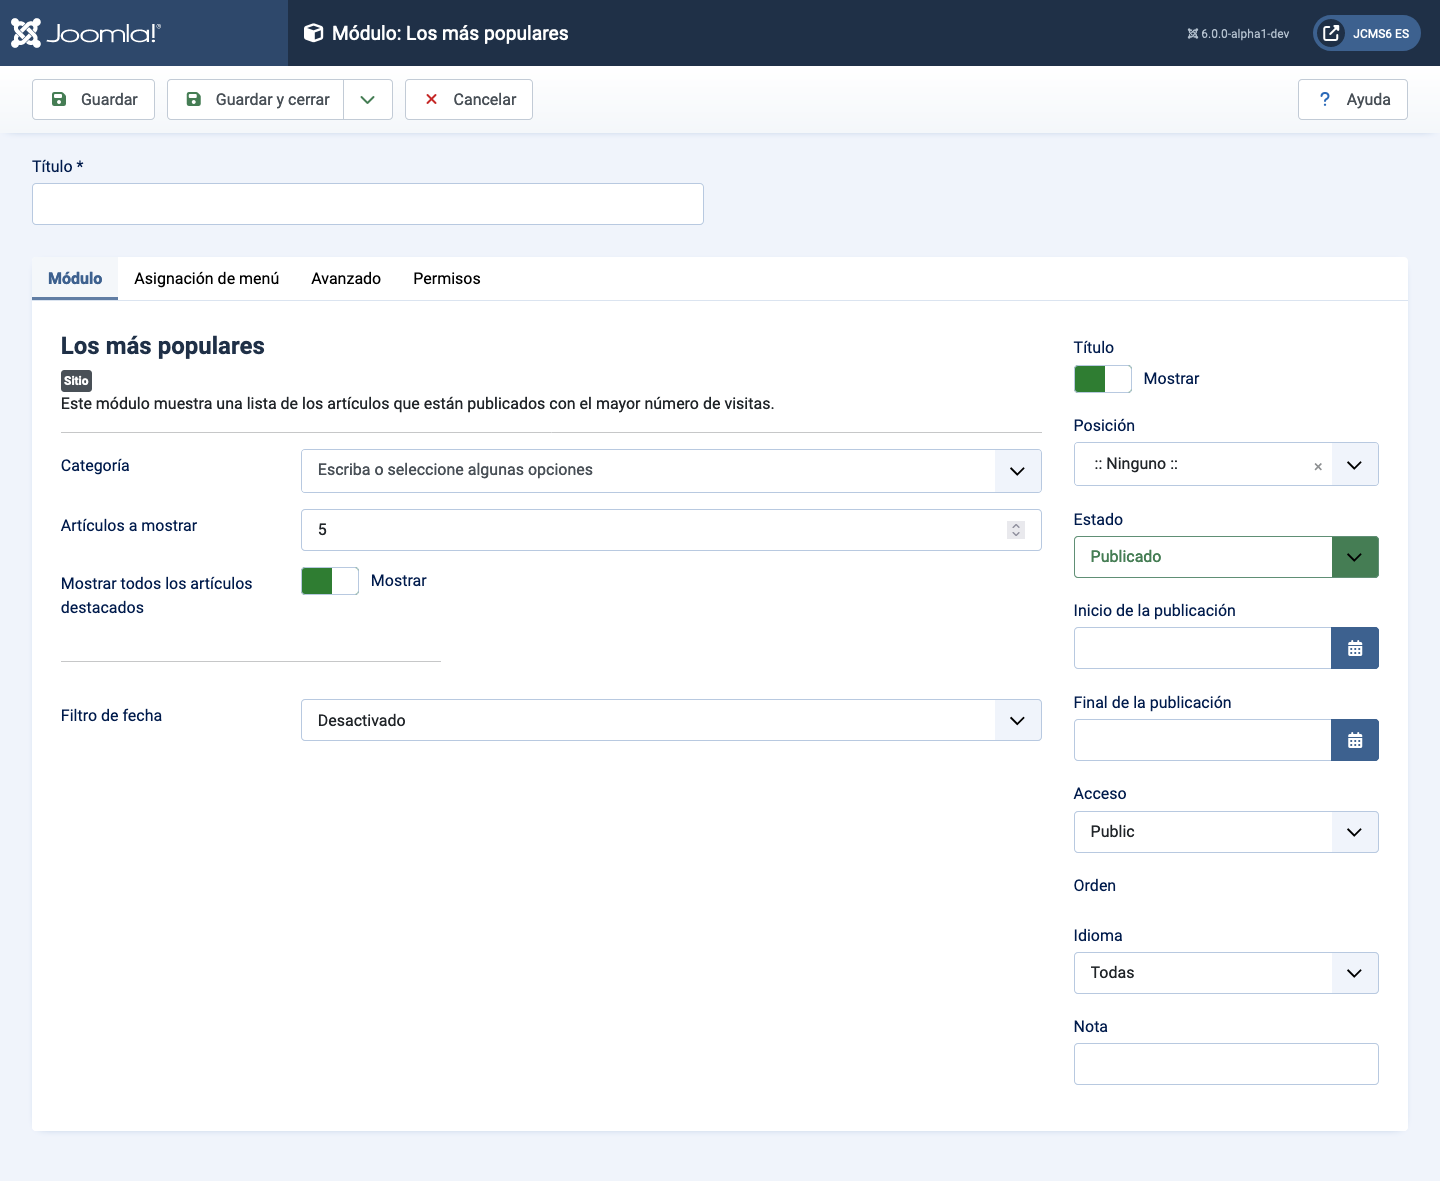 Joomla!®
Módulo: Los más populares
6.0.0-alpha1-dev
JCMS6 ES
Guardar
Guardar y cerrar
Cancelar
? Ayuda
Título *
Módulo
Asignación de menú
Avanzado
Permisos
Los más populares
Sitio
Este módulo muestra una lista de los artículos que están publicados con el mayor número de visitas.
Categoría
Escriba o seleccione algunas opciones
Artículos a mostrar
5
Mostrar todos los artículos
destacados
Mostrar
Filtro de fecha
Desactivado
Título
Mostrar
Posición
:: Ninguno ::
×
Estado
Publicado
Inicio de la publicación
Final de la publicación
Acceso
Public
Orden
Idioma
Todas
Nota